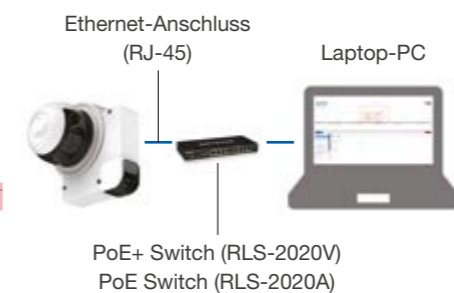 Ethernet-Anschluss
(RJ-45)
Laptop-PC
PoE+ Switch (RLS-2020V)
PoE Switch (RLS-2020A)